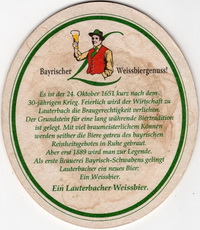 Bayrischer Weissbiergenuss!
Es ist der 24. Oktober 1651 kurz nach dem
30-jährigen Krieg. Feierlich wird der Wirtschaft zu
Lauterbach die Braugerechtigkeit verliehen.
Der Grundstein für eine lang währende Biertradition
ist gelegt. Mit viel braumeisterlichem Können
werden seither die Biere getreu des bayrischen
Reinheitsgebotes in Ruhe gebraut.
Aber erst 1889 wird man zur Legende.
Als erste Brauerei Bayrisch-Schwabens gelingt
Lauterbacher ein neues Bier:
Ein Weissbier.
Ein Lauterbacher Weissbier.